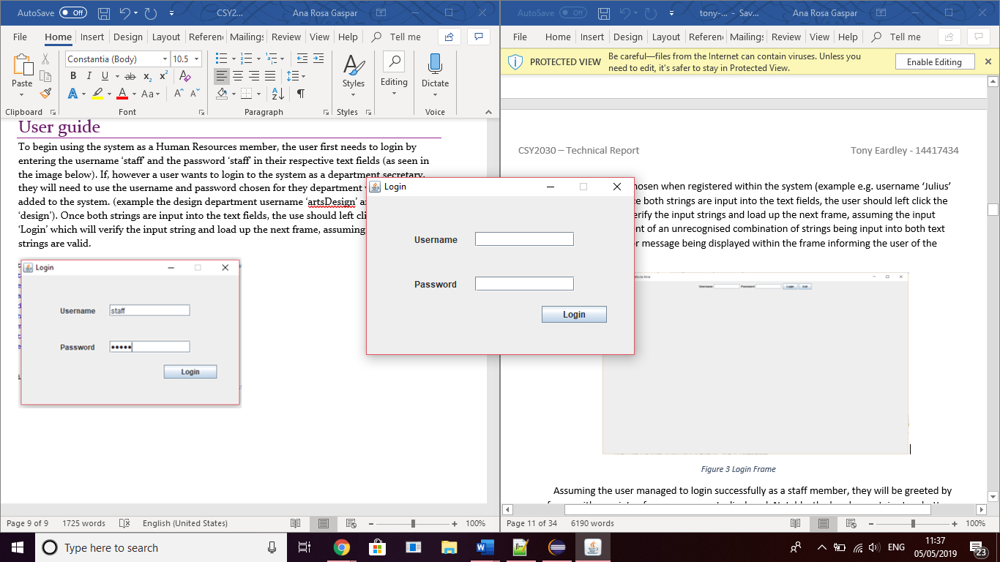 AutoSave Off CSY2... Ana Rosa Gaspar
File Home Insert Design Layout Referen Mailings Review View Help Tell me
Constantia (Body) 10.5
Paste
B I U ab x₂ x²
A A Aa A A
Styles Editing Dictate
Clipboard Font Paragraph Styles Voice
User guide
To begin using the system as a Human Resources member, the user first needs to login by
entering the username ‘staff’ and the password ‘staff’ in their respective text fields (as seen in
the image below). If, however a user wants to login to the system as a department secretary,
they will need to use the username and password chosen for they department
added to the system. (example the design department username ‘artsDesign’
‘design’). Once both strings are input into the text fields, the use should left
‘Login’ which will verify the input string and load up the next frame, assuming
strings are valid.
Login
Username staff
Password
Login
Page 9 of 9 1725 words English (United States) 100%
Login
Username
Password
Login
AutoSave Off tony-... - Sav... Ana Rosa Gaspar
File Home Insert Design Layout Referen Mailings Review View Help Tell me
PROTECTED VIEW Be careful—files from the Internet can contain viruses. Unless you
need to edit, it's safer to stay in Protected View. Enable Editing
CSY2030 – Technical Report Tony Eardley - 14417434
hosen when registered within the system (example e.g. username ‘Julius’
both strings are input into the text fields, the user should left click the
erify the input strings and load up the next frame, assuming the input
of an unrecognised combination of strings being input into both text
message being displayed within the frame informing the user of the
Username Password Login Exit
Figure 3 Login Frame
Assuming the user managed to login successfully as a staff member, they will be greeted by
Page 11 of 34 6190 words 100%
Type here to search
ENG
11:37
05/05/2019
23